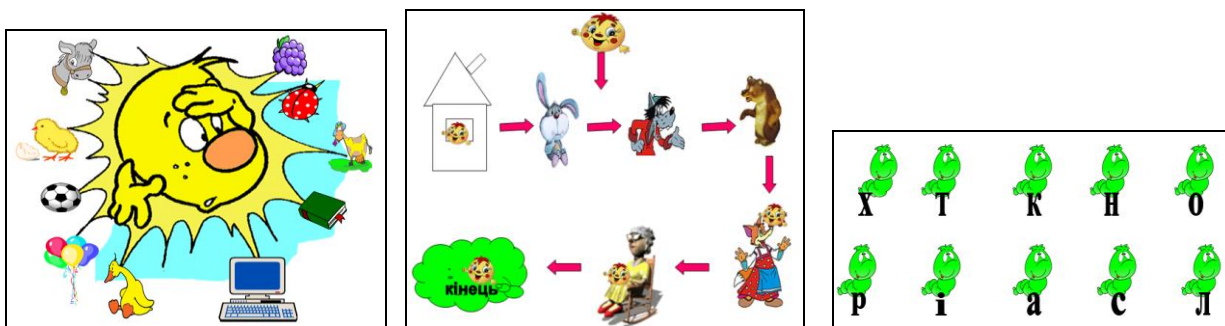 кінець
х т к н о
р і а с л